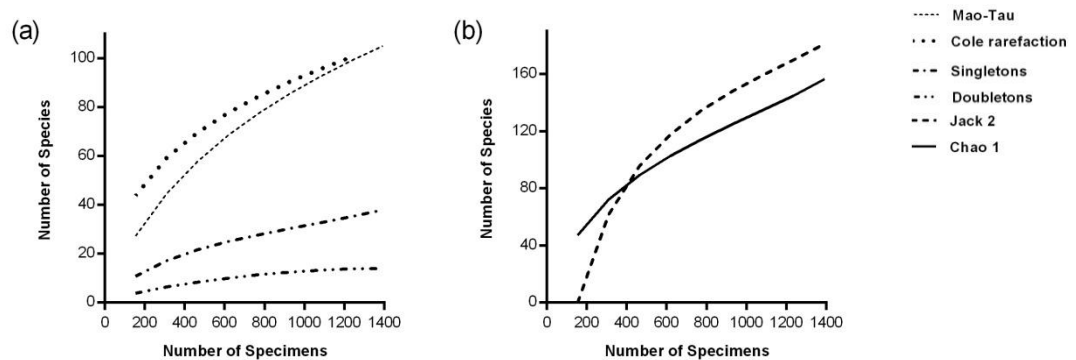 (a)
Number of Species
100
80
60
40
20
0
0 200 400 600 800 1000 1200 1400
Number of Specimens
(b)
Number of Species
160
120
80
40
0
0 200 400 600 800 1000 1200 1400
Number of Specimens
Mao-Tau
Cole rarefaction
Singletons
Doubletons
Jack 2
Chao 1